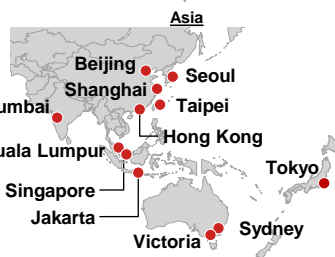 Asia
Beijing
Seoul
Shanghai
Taipei
umbai
Hong Kong
uala Lumpur
Tokyo
Singapore
Jakarta
Sydney
Victoria